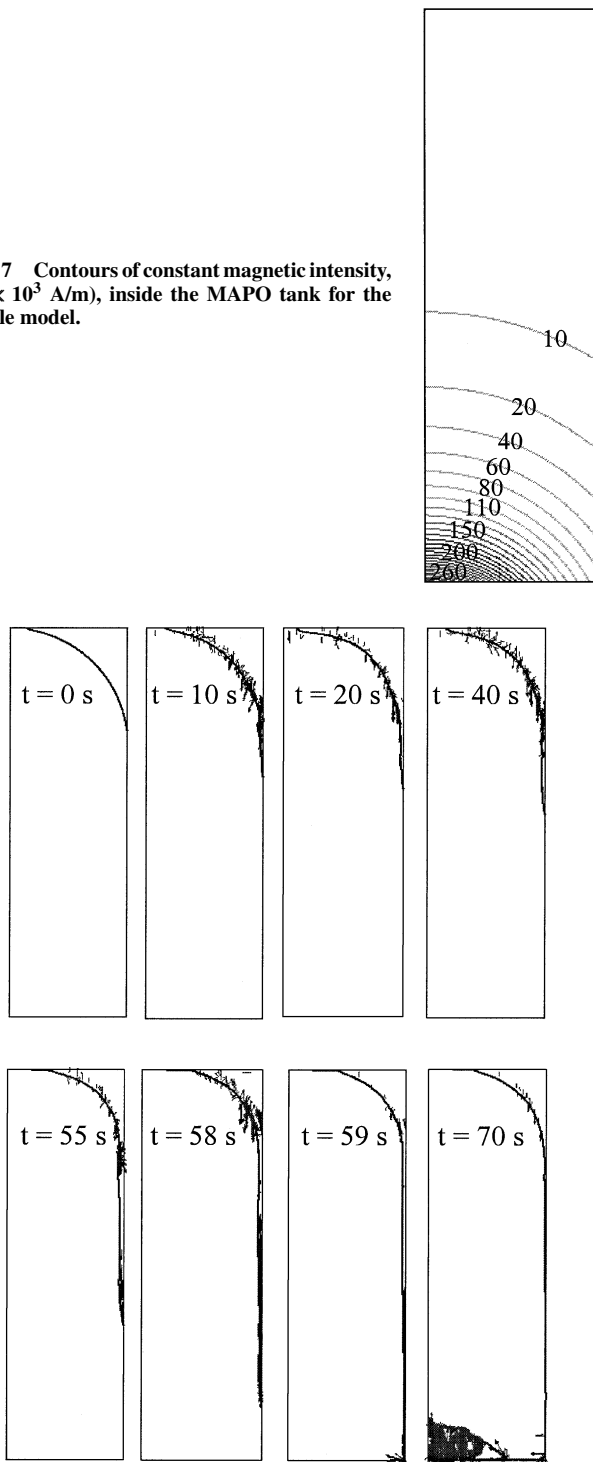 7 Contours of constant magnetic intensity,
× 10³ A/m), inside the MAPO tank for the
le model.
10
20
40
60
80
110
150
200
260
t = 0 s
t = 10 s
t = 20 s
t = 40 s
t = 55 s
t = 58 s
t = 59 s
t = 70 s